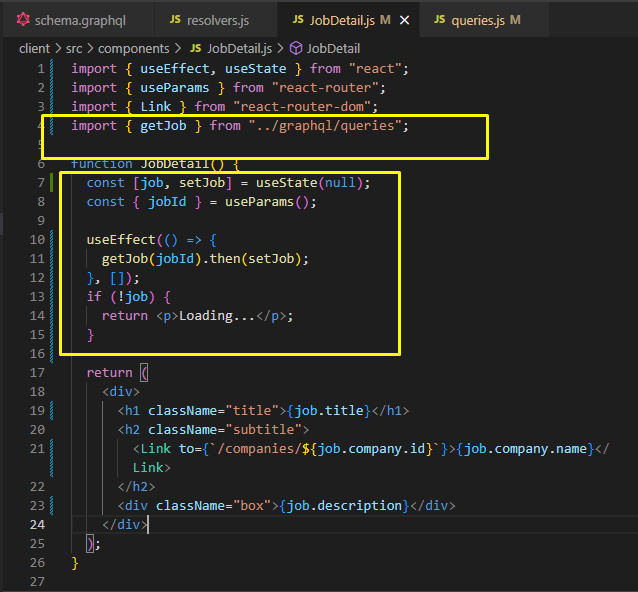 schema.graphql JS resolvers.js JS JobDetail.js M × JS queries.js M
client > src > components > JS JobDetail.js > JobDetail
1 import { useEffect, useState } from "react";
2 import { useParams } from "react-router";
3 import { Link } from "react-router-dom";
4 import { getJob } from "../graphql/queries";
5
6 function JobDetail() {
7 const [job, setJob] = useState(null);
8 const { jobId } = useParams();
9
10 useEffect(() => {
11 getJob(jobId).then(setJob);
12 }, []);
13 if (!job) {
14 return <p>Loading...</p>;
15 }
16
17 return (
18 <div>
19 <h1 className="title">{job.title}</h1>
20 <h2 className="subtitle">
21 <Link to={`/companies/${job.company.id}`}>{job.company.name}</
Link>
22 </h2>
23 <div className="box">{job.description}</div>
24 </div>
25 );
26 }
27